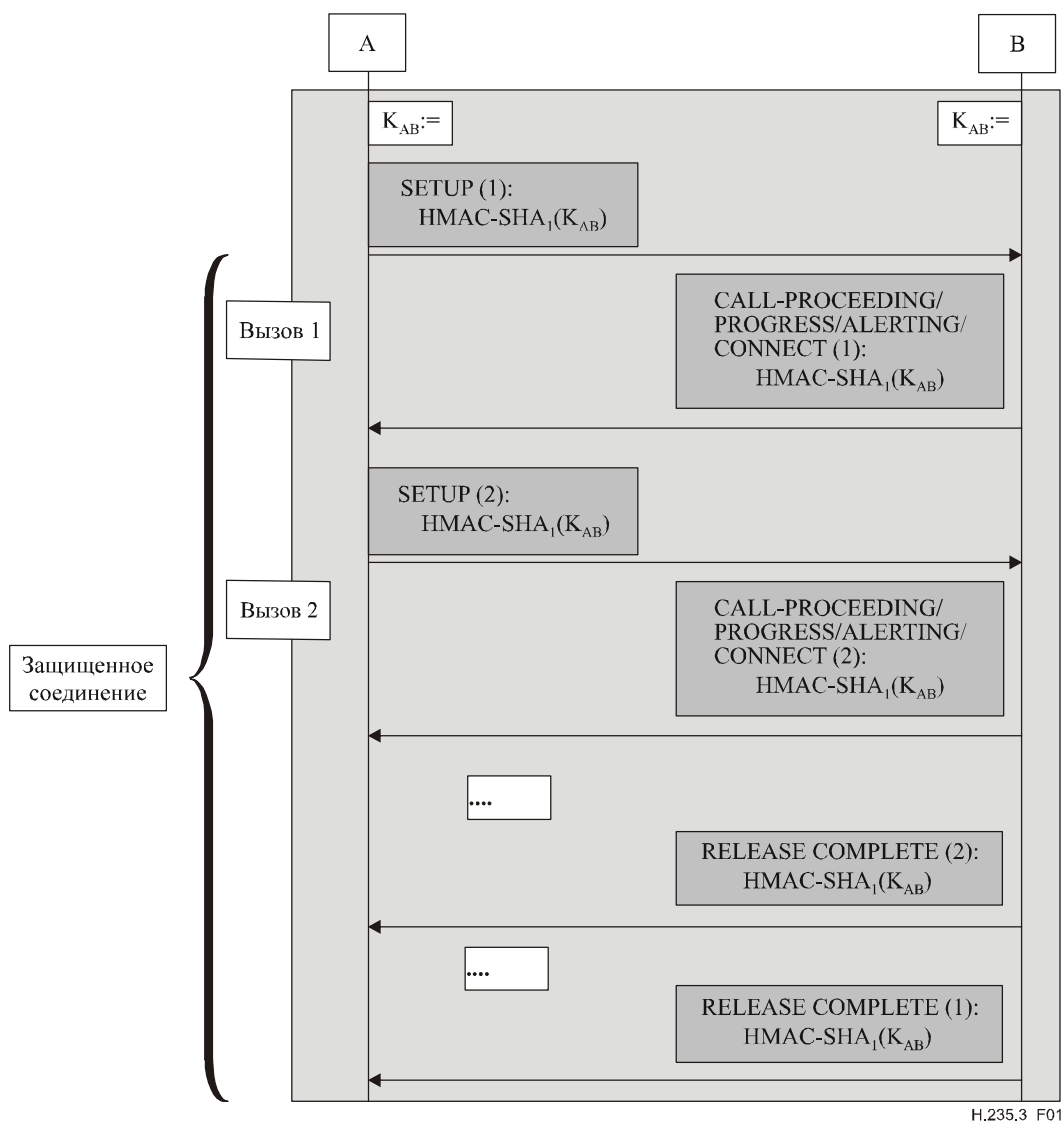 A
B
K_AB:=
K_AB:=
SETUP (1):
HMAC-SHA₁(K_AB)
CALL-PROCEEDING/
PROGRESS/ALERTING/
CONNECT (1):
HMAC-SHA₁(K_AB)
Вызов 1
SETUP (2):
HMAC-SHA₁(K_AB)
Вызов 2
CALL-PROCEEDING/
PROGRESS/ALERTING/
CONNECT (2):
HMAC-SHA₁(K_AB)
Защищенное
соединение
....
RELEASE COMPLETE (2):
HMAC-SHA₁(K_AB)
....
RELEASE COMPLETE (1):
HMAC-SHA₁(K_AB)
H.235.3_F01